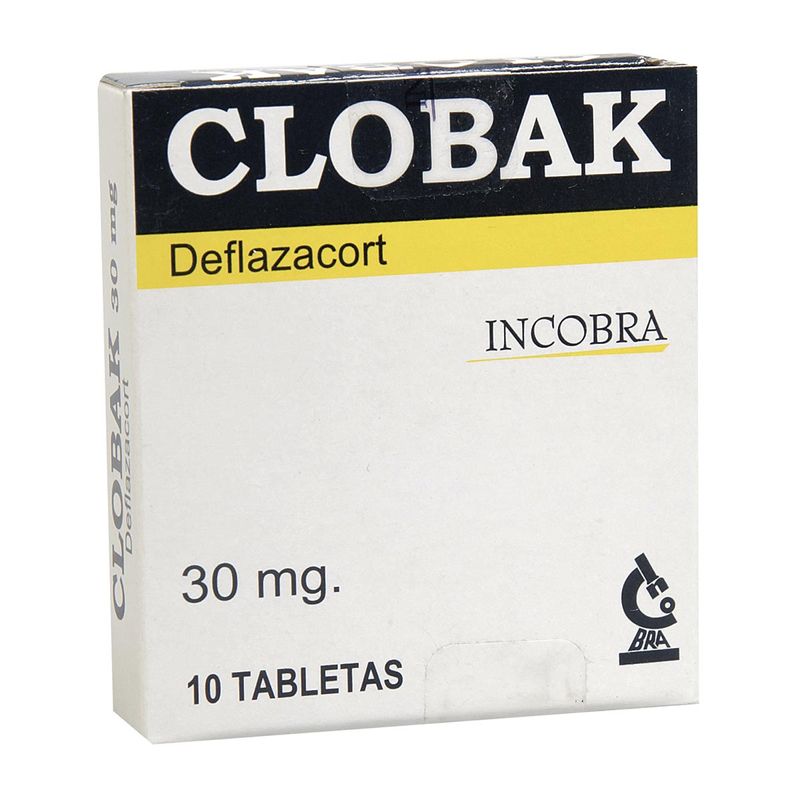 CLOBAK
Deflazacort
INCOBRA
30 mg.
10 TABLETAS
BRA
CLOBAK 30 mg
Deflazacort